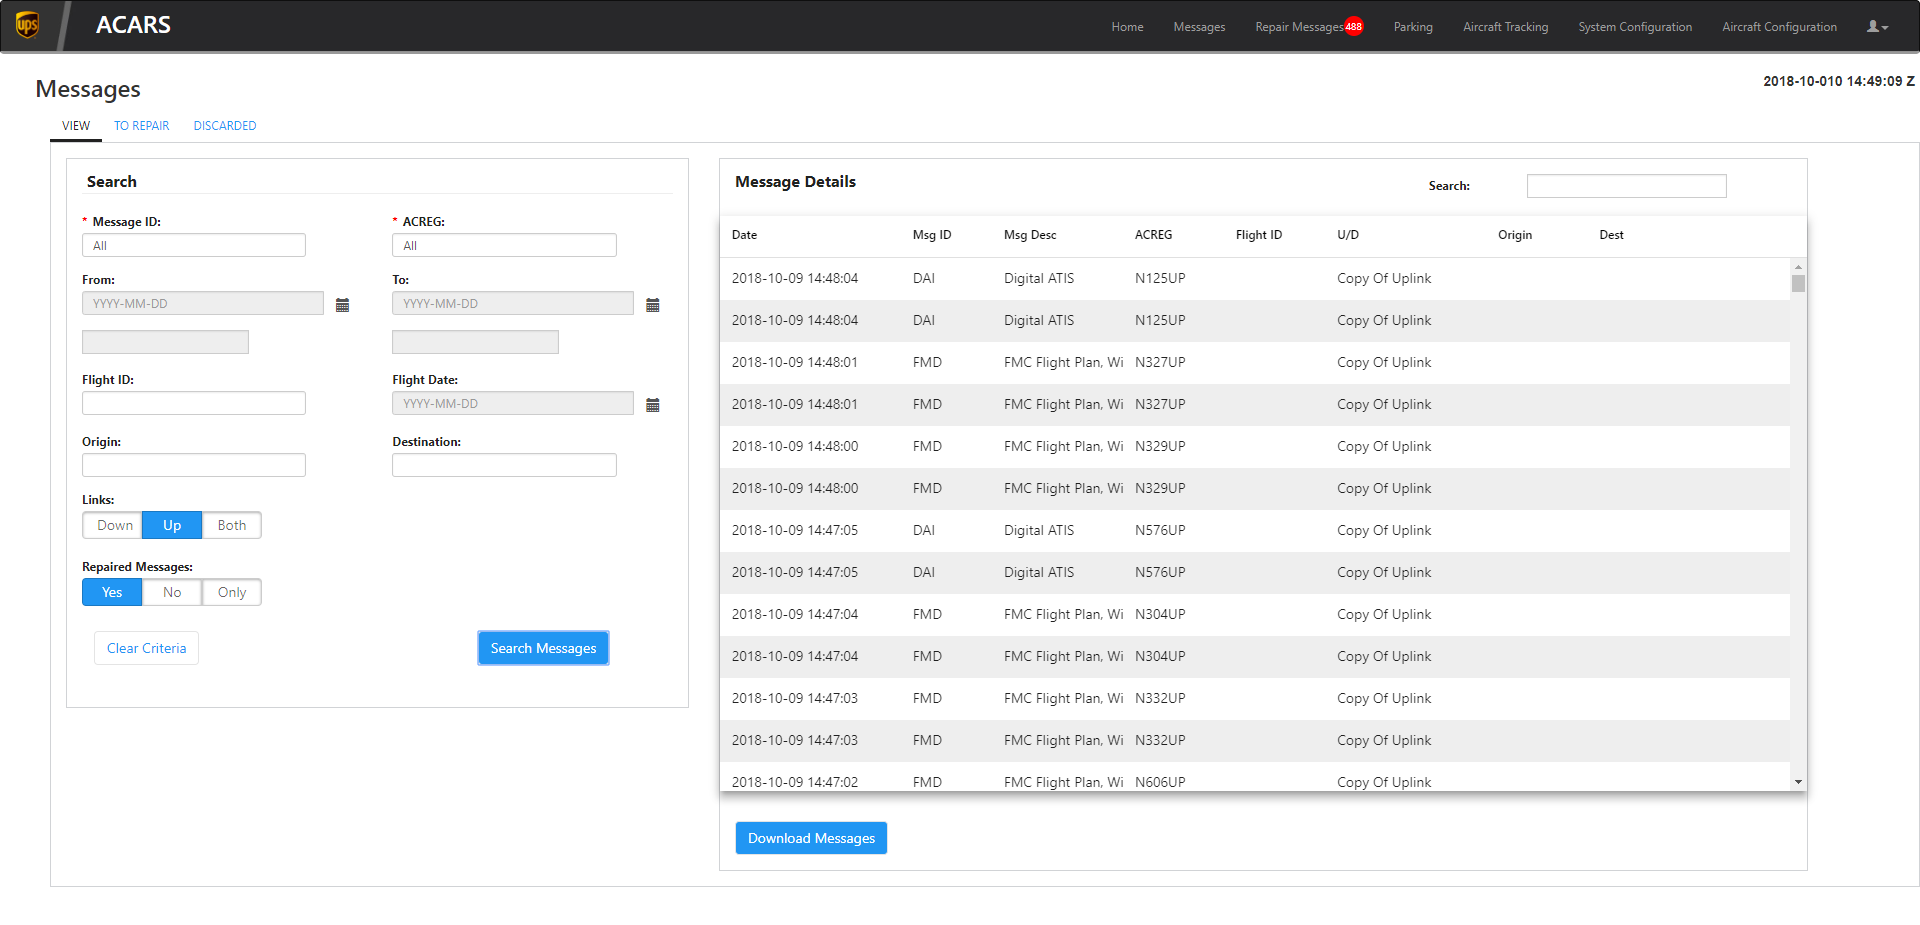 ups ACARS Home Messages Repair Messages 488 Parking Aircraft Tracking System Configuration Aircraft Configuration
Messages
2018-10-010 14:49:09 Z
VIEW TO REPAIR DISCARDED
Search
* Message ID: * ACREG:
All All
From: To:
YYYY-MM-DD YYYY-MM-DD
Flight ID: Flight Date:
YYYY-MM-DD
Origin: Destination:
Links:
Down Up Both
Repaired Messages:
Yes No Only
Clear Criteria Search Messages
Message Details Search:
Date Msg ID Msg Desc ACREG Flight ID U/D Origin Dest
2018-10-09 14:48:04 DAI Digital ATIS N125UP Copy Of Uplink
2018-10-09 14:48:04 DAI Digital ATIS N125UP Copy Of Uplink
2018-10-09 14:48:01 FMD FMC Flight Plan, Wi N327UP Copy Of Uplink
2018-10-09 14:48:01 FMD FMC Flight Plan, Wi N327UP Copy Of Uplink
2018-10-09 14:48:00 FMD FMC Flight Plan, Wi N329UP Copy Of Uplink
2018-10-09 14:48:00 FMD FMC Flight Plan, Wi N329UP Copy Of Uplink
2018-10-09 14:47:05 DAI Digital ATIS N576UP Copy Of Uplink
2018-10-09 14:47:05 DAI Digital ATIS N576UP Copy Of Uplink
2018-10-09 14:47:04 FMD FMC Flight Plan, Wi N304UP Copy Of Uplink
2018-10-09 14:47:04 FMD FMC Flight Plan, Wi N304UP Copy Of Uplink
2018-10-09 14:47:03 FMD FMC Flight Plan, Wi N332UP Copy Of Uplink
2018-10-09 14:47:03 FMD FMC Flight Plan, Wi N332UP Copy Of Uplink
2018-10-09 14:47:02 FMD FMC Flight Plan, Wi N606UP Copy Of Uplink
Download Messages